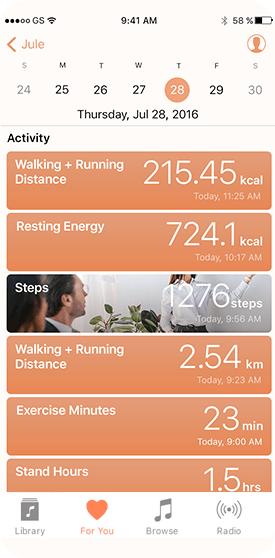 GS 9:41 AM 58 %
Jule
S M T W T F S
24 25 26 27 28 29 30
Thursday, Jul 28, 2016
Activity
Walking + Running
Distance
215.45 kcal
Today, 11:25 AM
Resting Energy
724.1 kcal
Today, 10:17 AM
Steps
1276 steps
Today, 9:56 AM
Walking + Running
Distance
2.54 km
Today, 9:23 AM
Exercise Minutes
23 min
Today, 9:00 AM
Stand Hours
1.5 hrs
Library For You Browse Radio